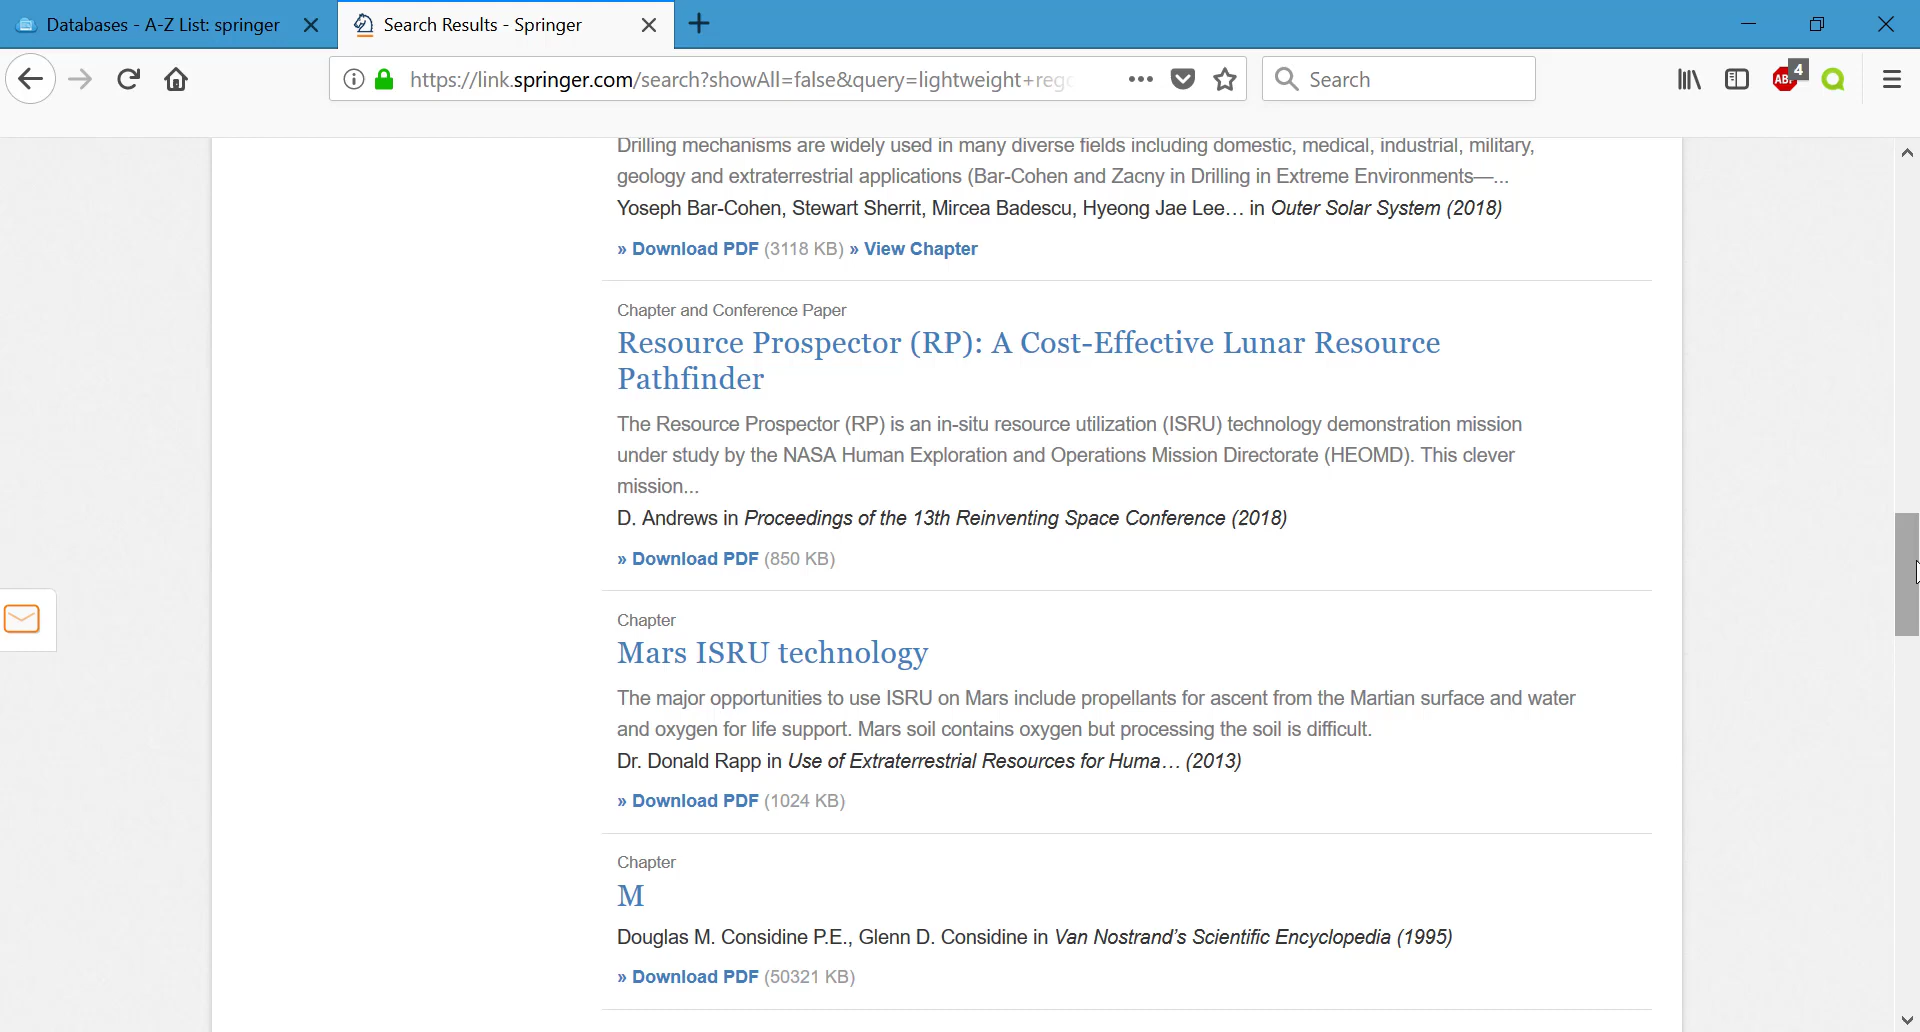 Databases - A-Z List: springer
Search Results - Springer
https://link.springer.com/search?showAll=false&query=lightweight+reg
Search
ABP
4
Drilling mechanisms are widely used in many diverse fields including domestic, medical, industrial, military,
geology and extraterrestrial applications (Bar-Cohen and Zacny in Drilling in Extreme Environments—...
Yoseph Bar-Cohen, Stewart Sherrit, Mircea Badescu, Hyeong Jae Lee… in Outer Solar System (2018)
» Download PDF (3118 KB) » View Chapter
Chapter and Conference Paper
Resource Prospector (RP): A Cost-Effective Lunar Resource
Pathfinder
The Resource Prospector (RP) is an in-situ resource utilization (ISRU) technology demonstration mission
under study by the NASA Human Exploration and Operations Mission Directorate (HEOMD). This clever
mission...
D. Andrews in Proceedings of the 13th Reinventing Space Conference (2018)
» Download PDF (850 KB)
Chapter
Mars ISRU technology
The major opportunities to use ISRU on Mars include propellants for ascent from the Martian surface and water
and oxygen for life support. Mars soil contains oxygen but processing the soil is difficult.
Dr. Donald Rapp in Use of Extraterrestrial Resources for Huma… (2013)
» Download PDF (1024 KB)
Chapter
M
Douglas M. Considine P.E., Glenn D. Considine in Van Nostrand's Scientific Encyclopedia (1995)
» Download PDF (50321 KB)